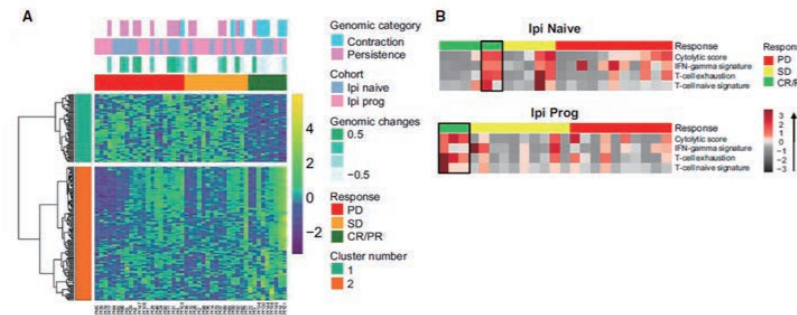 A
Genomic category
Contraction
Persistence
Cohort
Ipi naive
Ipi prog
Genomic changes
0.5
−0.5
Response
PD
SD
CR/PR
Cluster number
1
2
4
2
0
−2
B
Ipi Naive
Response
Cytolytic score
IFN-gamma signature
T-cell exhaustion
T-cell naive signature
Ipi Prog
Response
Cytolytic score
IFN-gamma signature
T-cell exhaustion
T-cell naive signature
Respon
PD
SD
CR/P
3
2
1
0
−1
−2
−3